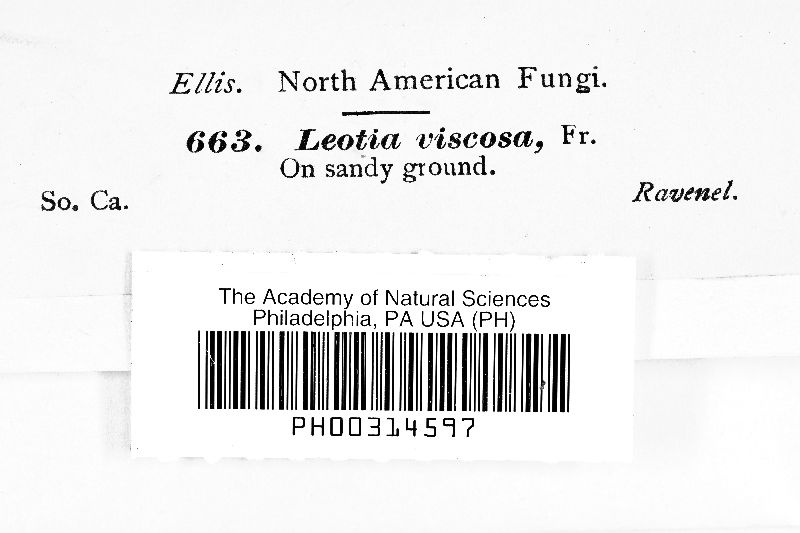 Ellis. North American Fungi.
663. Leotia viscosa, Fr.
On sandy ground.
So. Ca. Ravenel.
The Academy of Natural Sciences
Philadelphia, PA USA (PH)
PH00314597